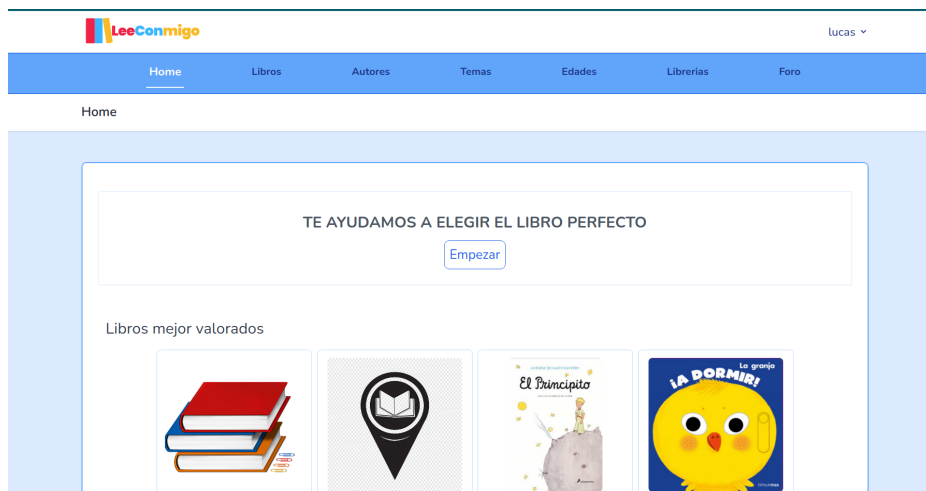 LeeConmigo
lucas
Home Libros Autores Temas Edades Librerias Foro
Home
TE AYUDAMOS A ELEGIR EL LIBRO PERFECTO
Empezar
Libros mejor valorados
El Principito
La granja
¡A DORMIR!